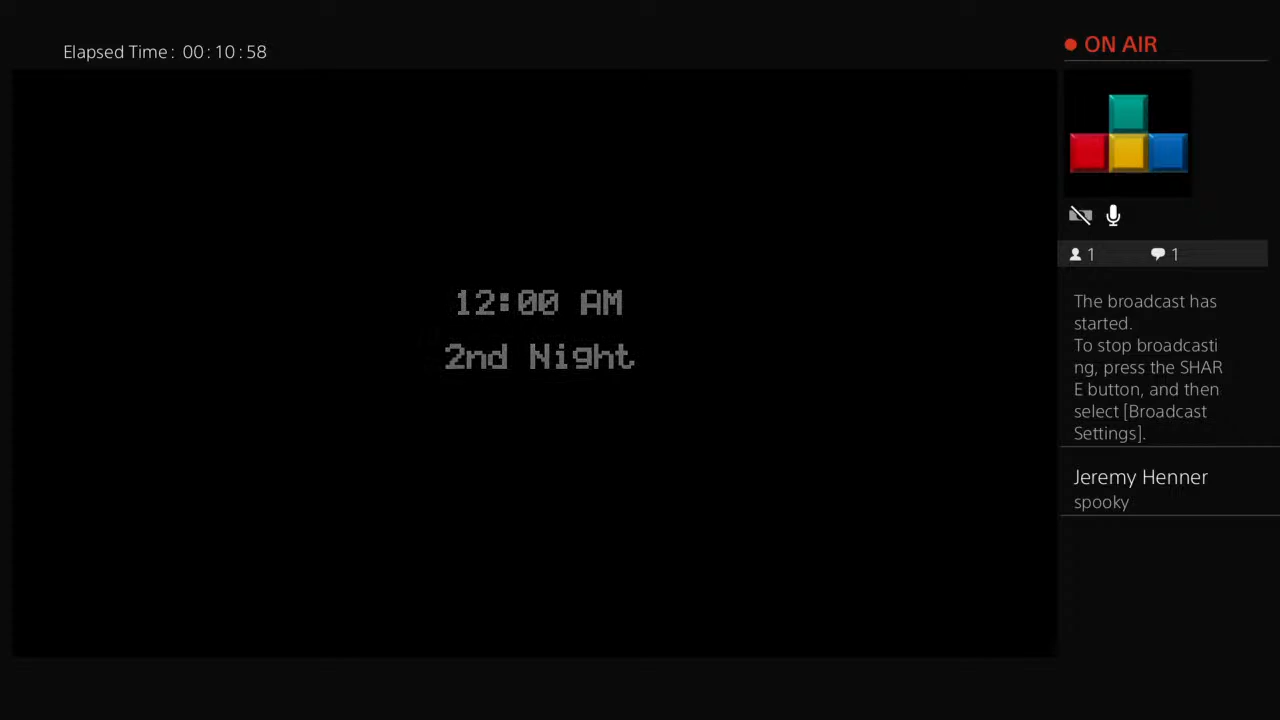 Elapsed Time: 00:10:58
ON AIR
12:00 AM
2nd Night
1 1
The broadcast has
started.
To stop broadcasti
ng, press the SHAR
E button, and then
select [Broadcast
Settings].
Jeremy Henner
spooky